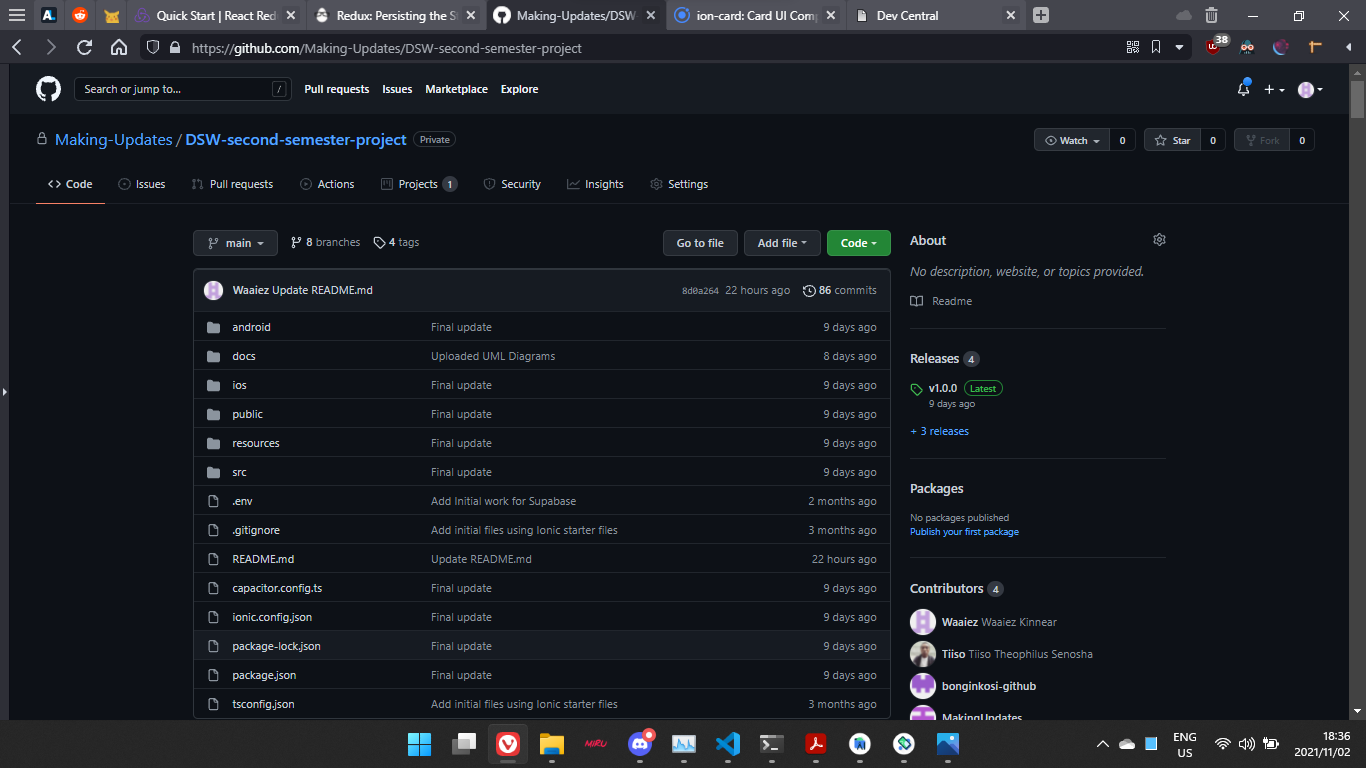 Quick Start | React Red
Redux: Persisting the S
Making-Updates/DSW-
ion-card: Card UI Comp
Dev Central
https://github.com/Making-Updates/DSW-second-semester-project
38
Search or jump to... /
Pull requests Issues Marketplace Explore
Making-Updates / DSW-second-semester-project Private
Watch 0 Star 0 Fork 0
Code Issues Pull requests Actions Projects 1 Security Insights Settings
main 8 branches 4 tags Go to file Add file Code
Waaiez Update README.md 8d0a264 22 hours ago 86 commits
android Final update 9 days ago
docs Uploaded UML Diagrams 8 days ago
ios Final update 9 days ago
public Final update 9 days ago
resources Final update 9 days ago
src Final update 9 days ago
.env Add Initial work for Supabase 2 months ago
.gitignore Add initial files using Ionic starter files 3 months ago
README.md Update README.md 22 hours ago
capacitor.config.ts Final update 9 days ago
ionic.config.json Final update 9 days ago
package-lock.json Final update 9 days ago
package.json Final update 9 days ago
tsconfig.json Add initial files using Ionic starter files 3 months ago
About
No description, website, or topics provided.
Readme
Releases 4
v1.0.0 Latest
9 days ago
+ 3 releases
Packages
No packages published
Publish your first package
Contributors 4
Waaiez Waaiez Kinnear
Tiiso Tiiso Theophilus Senosha
bonginkosi-github
MakingUpdates
MIRU
ENG
US
18:36
2021/11/02